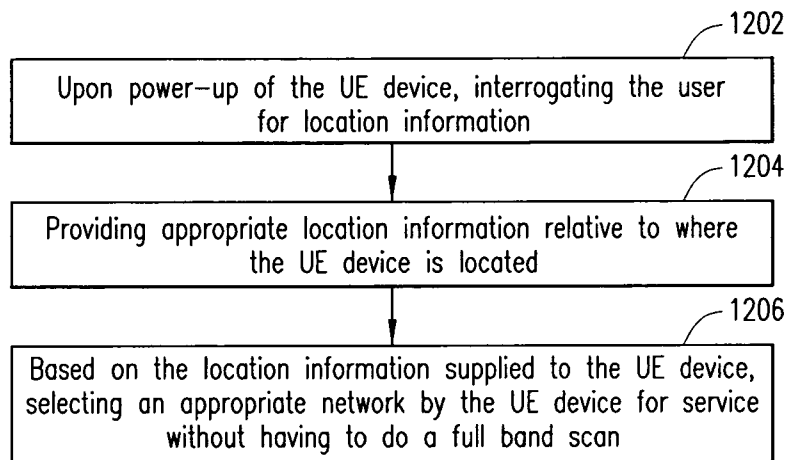 1202
Upon power-up of the UE device, interrogating the user
for location information
1204
Providing appropriate location information relative to where
the UE device is located
1206
Based on the location information supplied to the UE device,
selecting an appropriate network by the UE device for service
without having to do a full band scan